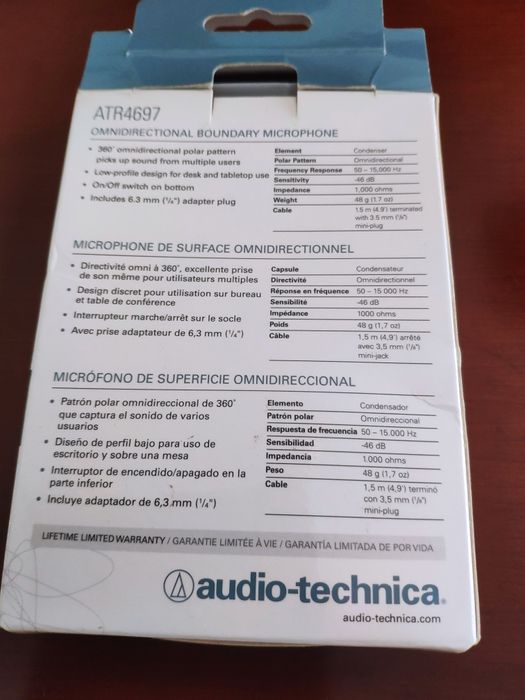 ATR4697
OMNIDIRECTIONAL BOUNDARY MICROPHONE
• 360° omnidirectional polar pattern
picks up sound from multiple users
• Low-profile design for desk and tabletop use
• On/Off switch on bottom
• Includes 6.3 mm (¼") adapter plug
Element Condenser
Polar Pattern Omnidirectional
Frequency Response 50 – 15,000 Hz
Sensitivity -46 dB
Impedance 1,000 ohms
Weight 48 g (1.7 oz)
Cable 1.5 m (4.9') terminated
with 3.5 mm (⅛")
mini-plug
MICROPHONE DE SURFACE OMNIDIRECTIONNEL
• Directivité omni à 360°, excellente prise
de son même pour utilisateurs multiples
• Design discret pour utilisation sur bureau
et table de conférence
• Interrupteur marche/arrêt sur le socle
• Avec prise adaptateur de 6,3 mm (¼")
Capsule Condensateur
Directivité Omnidirectionnel
Réponse en fréquence 50 – 15 000 Hz
Sensibilité -46 dB
Impédance 1000 ohms
Poids 48 g (1,7 oz)
Câble 1,5 m (4,9') arrêté
avec 3,5 mm (⅛")
mini-jack
MICRÓFONO DE SUPERFICIE OMNIDIRECCIONAL
• Patrón polar omnidireccional de 360°
que captura el sonido de varios
usuarios
• Diseño de perfil bajo para uso de
escritorio y sobre una mesa
• Interruptor de encendido/apagado en la
parte inferior
• Incluye adaptador de 6,3 mm (¼")
Elemento Condensador
Patrón polar Omnidireccional
Respuesta de frecuencia 50 – 15.000 Hz
Sensibilidad -46 dB
Impedancia 1.000 ohms
Peso 48 g (1,7 oz)
Cable 1,5 m (4,9') terminó
con 3,5 mm (⅛")
mini-plug
LIFETIME LIMITED WARRANTY / GARANTIE LIMITÉE À VIE / GARANTÍA LIMITADA DE POR VIDA
audio-technica®
audio-technica.com